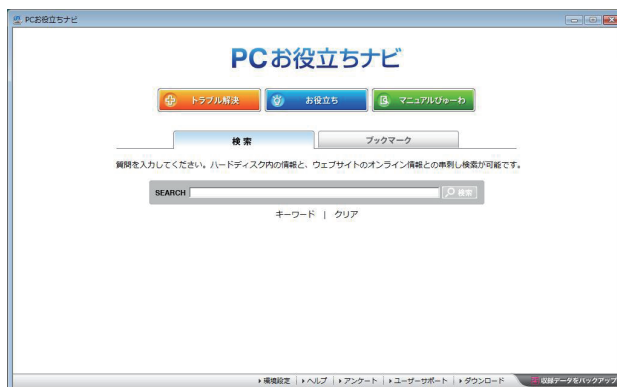 PCお役立ちナビ
PCお役立ちナビ
トラブル解決 お役立ち マニュアルびゅーわ
検索 ブックマーク
質問を入力してください。ハードディスク内の情報と、ウェブサイトのオンライン情報との串刺し検索が可能です。
SEARCH 検索
キーワード | クリア
環境設定 | ヘルプ | アンケート | ユーザーサポート | ダウンロード 収録データをバックアップ